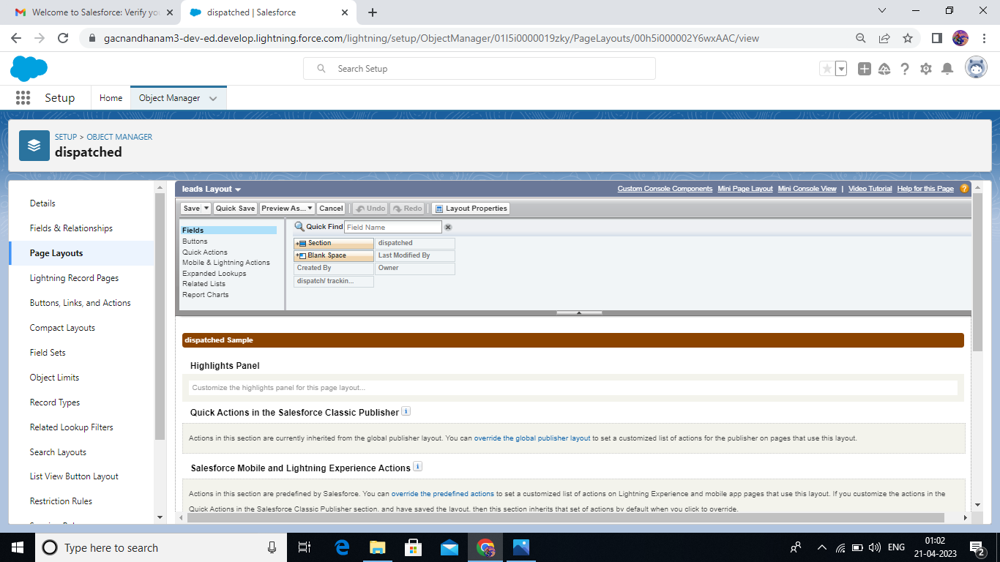 Welcome to Salesforce: Verify yo
dispatched | Salesforce
gacnandhanam3-dev-ed.develop.lightning.force.com/lightning/setup/ObjectManager/01I5i0000019zky/PageLayouts/00h5i000002Y6wxAAC/view
Search Setup
Setup
Home
Object Manager
SETUP > OBJECT MANAGER
dispatched
Details
Fields & Relationships
Page Layouts
Lightning Record Pages
Buttons, Links, and Actions
Compact Layouts
Field Sets
Object Limits
Record Types
Related Lookup Filters
Search Layouts
List View Button Layout
Restriction Rules
leads Layout
Custom Console Components Mini Page Layout Mini Console View | Video Tutorial Help for this Page
Save Quick Save Preview As... Cancel Undo Redo Layout Properties
Fields
Buttons
Quick Actions
Mobile & Lightning Actions
Expanded Lookups
Related Lists
Report Charts
Quick Find Field Name
Section dispatched
Blank Space Last Modified By
Created By Owner
dispatch/ trackin...
dispatched Sample
Highlights Panel
Customize the highlights panel for this page layout...
Quick Actions in the Salesforce Classic Publisher
Actions in this section are currently inherited from the global publisher layout. You can override the global publisher layout to set a customized list of actions for the publisher on pages that use this layout.
Salesforce Mobile and Lightning Experience Actions
Actions in this section are predefined by Salesforce. You can override the predefined actions to set a customized list of actions on Lightning Experience and mobile app pages that use this layout. If you customize the actions in the
Quick Actions in the Salesforce Classic Publisher section, and have saved the layout, then this section inherits that set of actions by default when you click to override.
Type here to search
ENG
01:02
21-04-2023
2